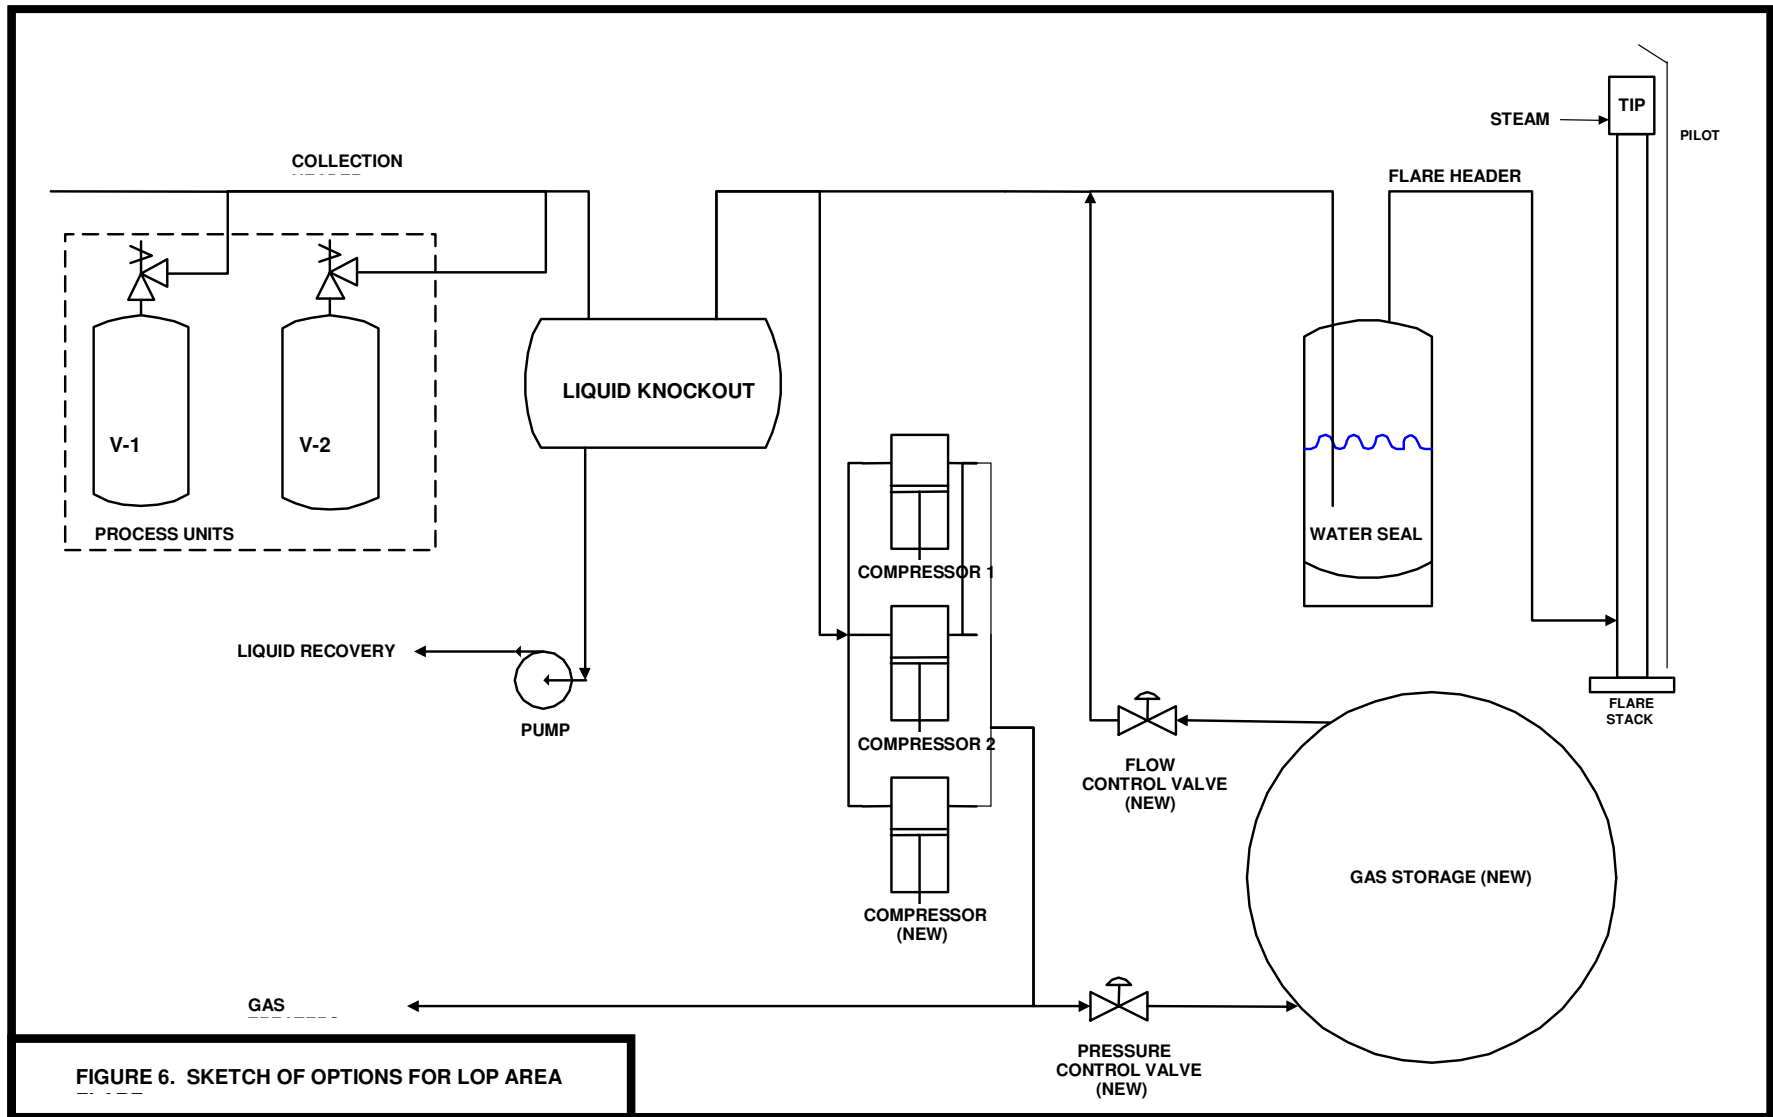 TIP
STEAM
PILOT
COLLECTION
FLARE HEADER
LIQUID KNOCKOUT
V-1
V-2
PROCESS UNITS
WATER SEAL
COMPRESSOR 1
LIQUID RECOVERY
PUMP
COMPRESSOR 2
FLARE
STACK
FLOW
CONTROL VALVE
(NEW)
GAS STORAGE (NEW)
COMPRESSOR
(NEW)
GAS
PRESSURE
CONTROL VALVE
(NEW)
FIGURE 6. SKETCH OF OPTIONS FOR LOP AREA